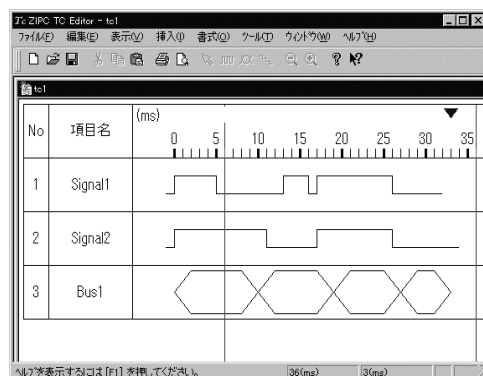 Tc ZIPC TC Editor - tc1
ファイル(F) 編集(E) 表示(V) 挿入(I) 書式(O) ツール(T) ウィンドウ(W) ヘルプ(H)
tc1
No 項目名 (ms)
0 5 10 15 20 25 30 35
1 Signal1
2 Signal2
3 Bus1
ヘルプを表示するには [F1] を押してください。 36(ms) 3(ms)